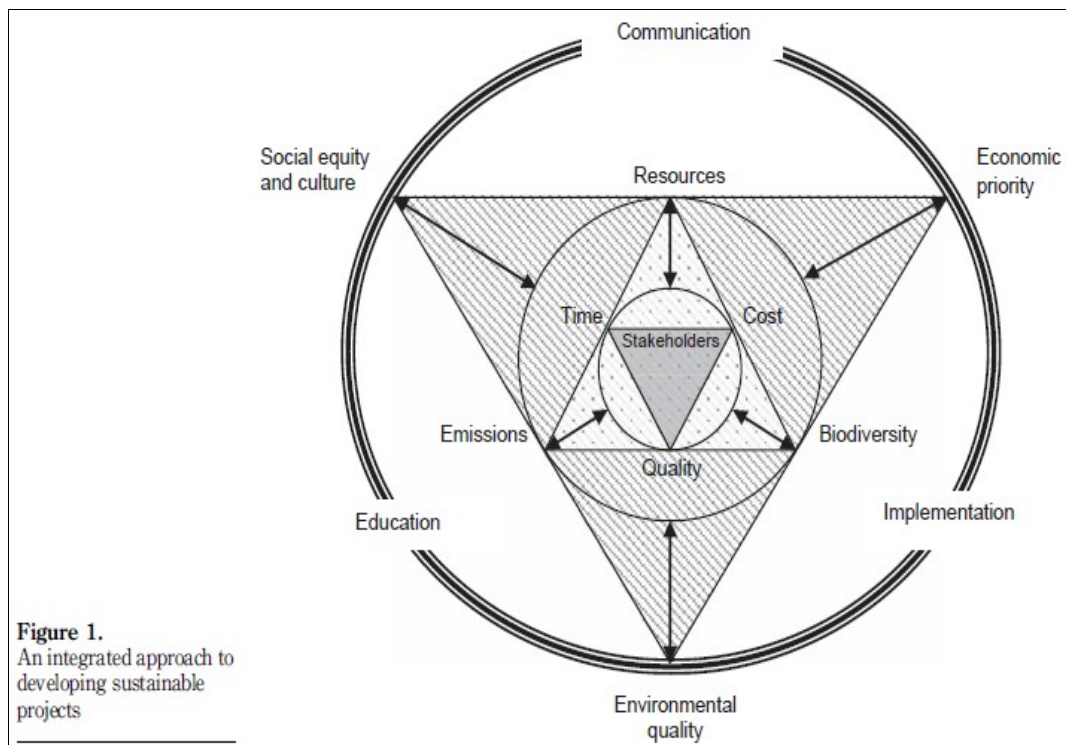 Communication
Social equity
and culture
Economic
priority
Resources
Time
Cost
Stakeholders
Emissions
Biodiversity
Quality
Education
Implementation
Environmental
quality
Figure 1.
An integrated approach to
developing sustainable
projects